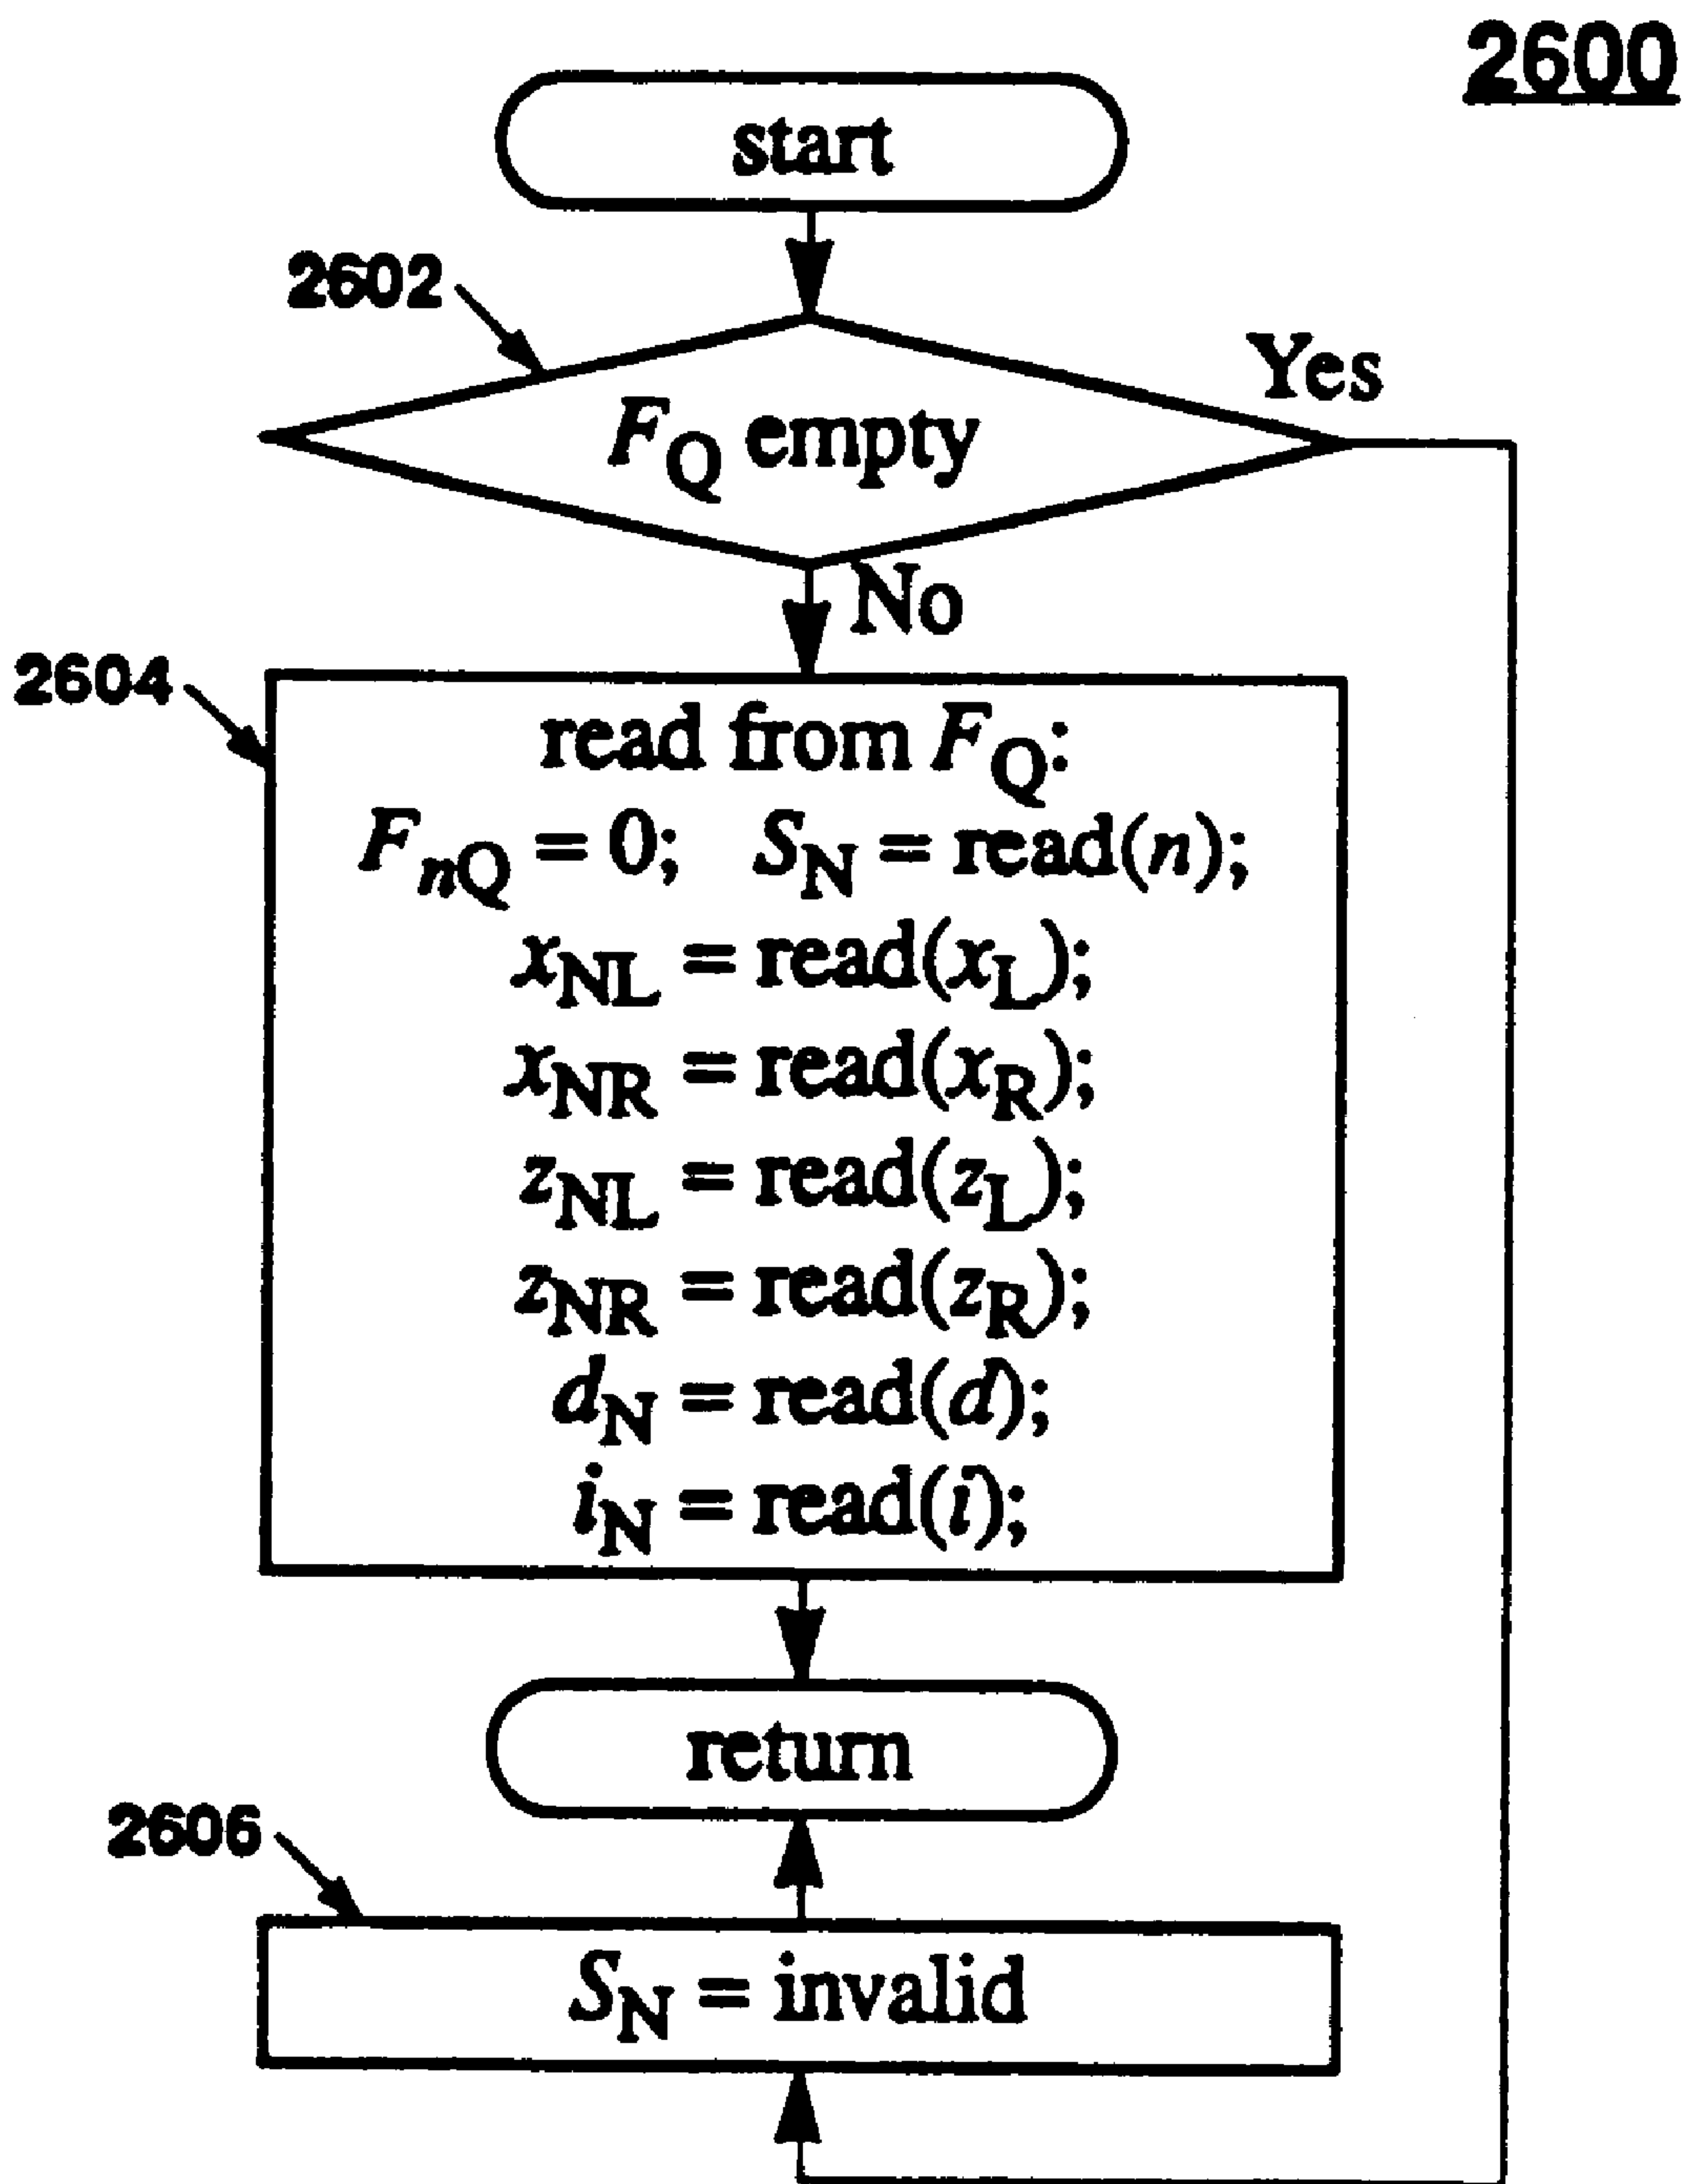 2600
start
2602
Yes
F_Q empty
No
2604
read from F_Q:
F_nQ = 0; S_N = read(n);
x_NL = read(x_L);
x_NR = read(x_R);
z_NL = read(z_L);
z_NR = read(z_R);
d_N = read(d);
i_N = read(i);
return
2606
S_N = invalid